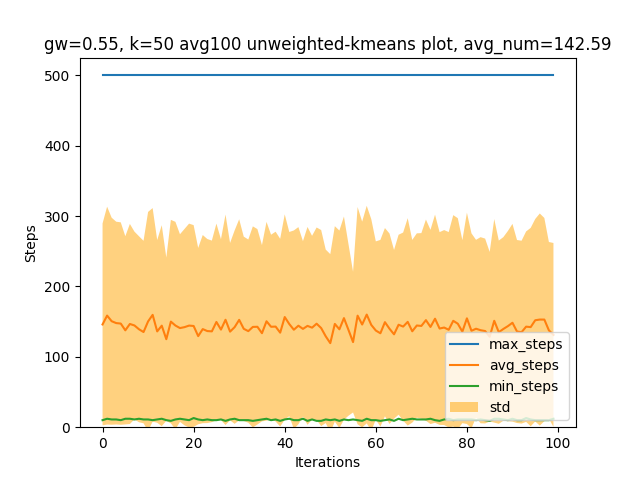 gw=0.55, k=50 avg100 unweighted-kmeans plot, avg_num=142.59
500
400
300
200
100
0
Steps
0 20 40 60 80 100
Iterations
max_steps
avg_steps
min_steps
std